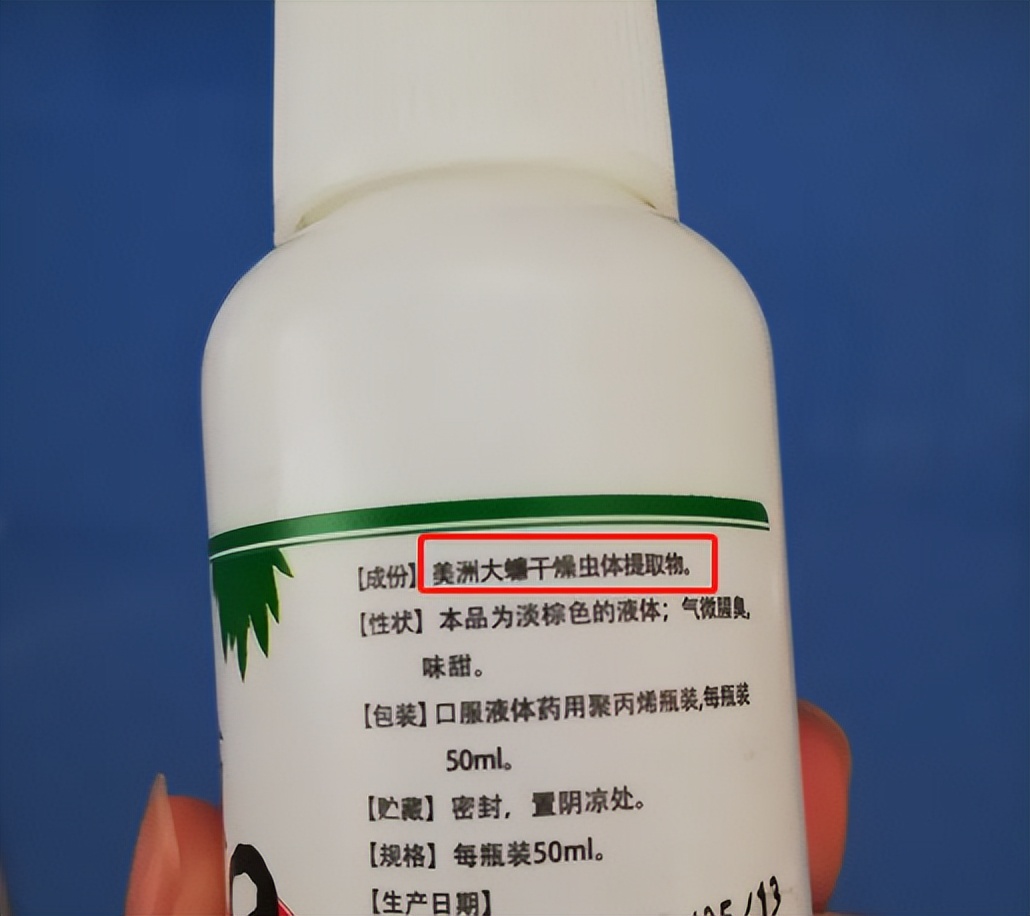 【成份】美洲大蠊干燥虫体提取物。
【性状】本品为淡棕色的液体；气微腥臭,
味甜。
【包装】口服液体药用聚丙烯瓶装,每瓶装
50ml。
【贮藏】密封，置阴凉处。
【规格】每瓶装50ml。
【生产日期】
/05/13